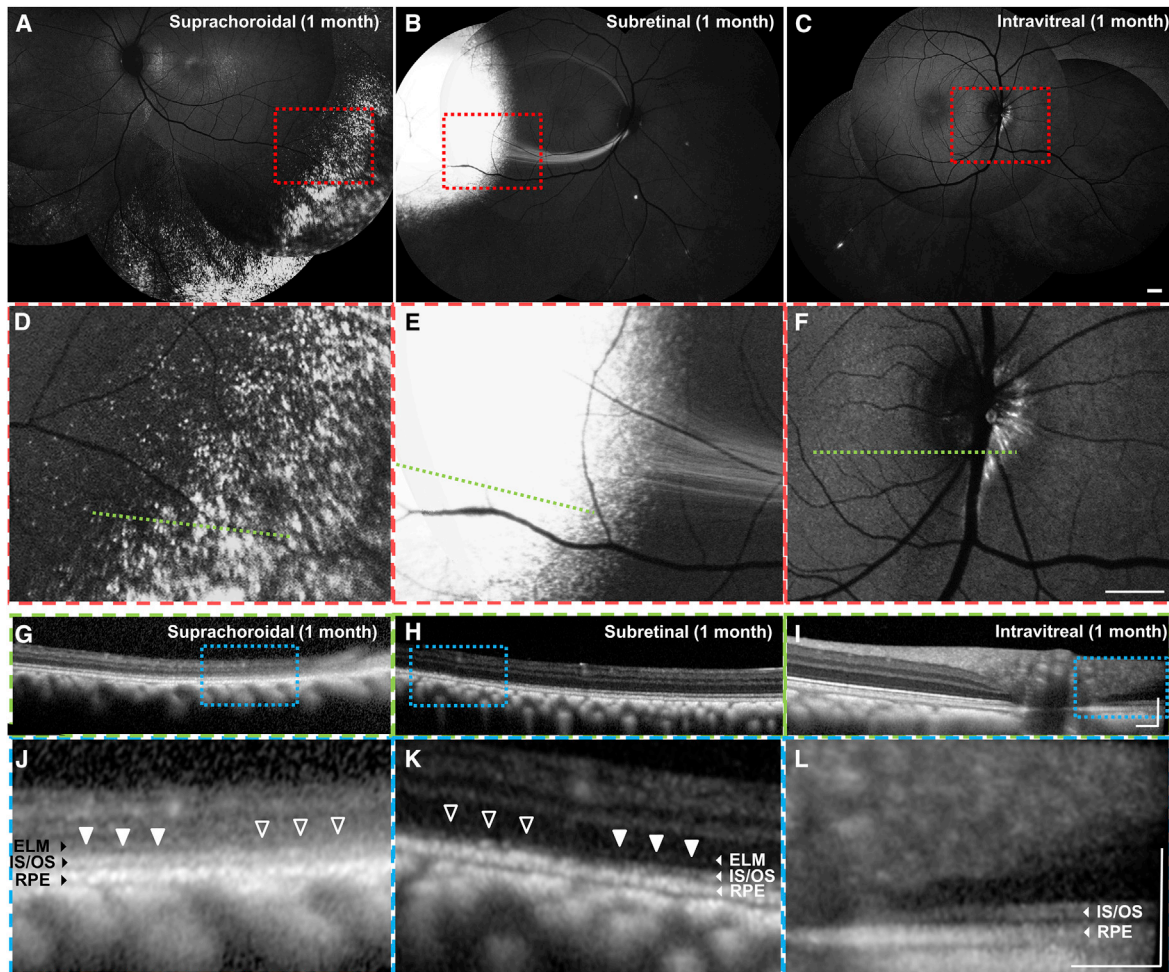 A Suprachoroidal (1 month)
B Subretinal (1 month)
C Intravitreal (1 month)
D
E
F
G Suprachoroidal (1 month)
H Subretinal (1 month)
I Intravitreal (1 month)
J
ELM
IS/OS
RPE
K
ELM
IS/OS
RPE
L
IS/OS
RPE